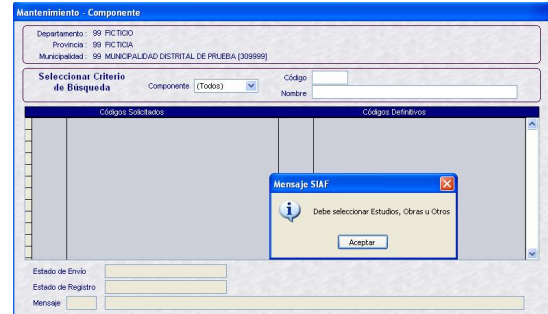 Mantenimiento - Componente
Departamento : 99 FICTICIO
Provincia : 99 FICTICIA
Municipalidad : 99 MUNICIPALIDAD DISTRITAL DE PRUEBA [309999]
Seleccionar Criterio
de Búsqueda
Componente (Todos)
Código
Nombre
Códigos Solicitados Códigos Definitivos
Mensaje SIAF
Debe seleccionar Estudios, Obras u Otros
Aceptar
Estado de Envío
Estado de Registro
Mensaje